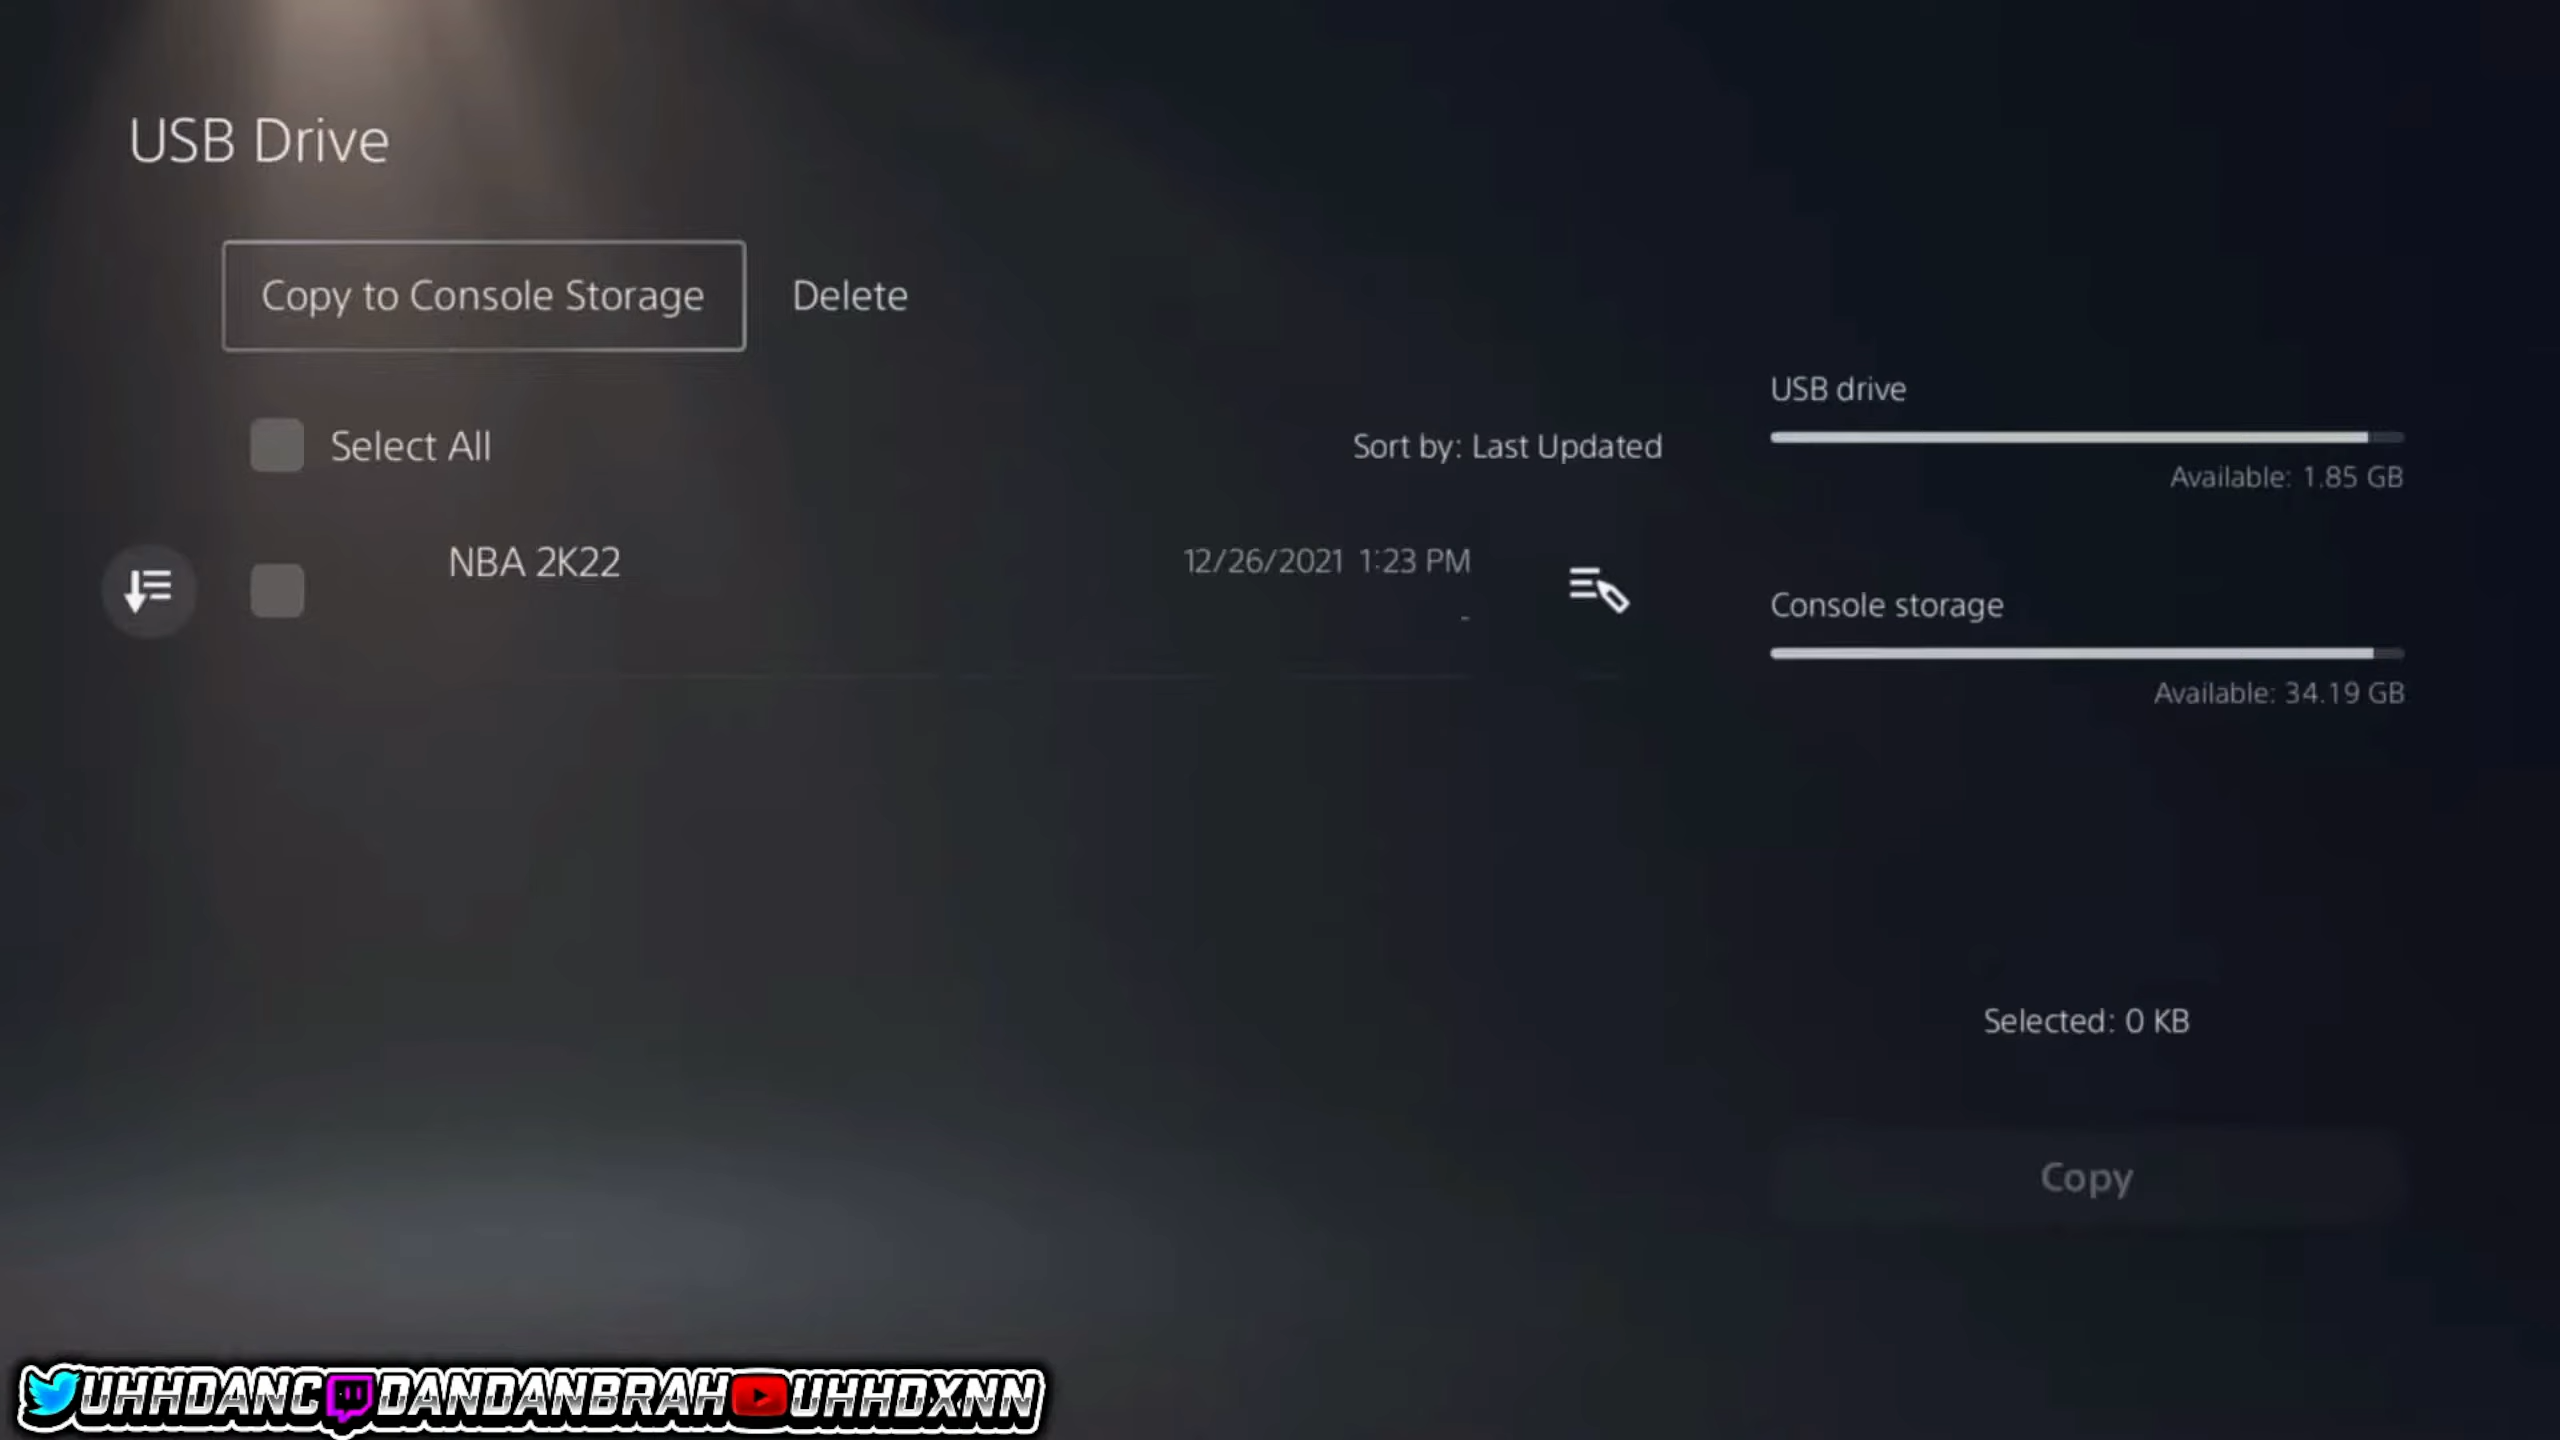 USB Drive
Copy to Console Storage
Delete
Select All
Sort by: Last Updated
NBA 2K22
12/26/2021 1:23 PM
-
USB drive
Available: 1.85 GB
Console storage
Available: 34.19 GB
Selected: 0 KB
Copy
UHHDANC DANDANBRAH UHHDXNN